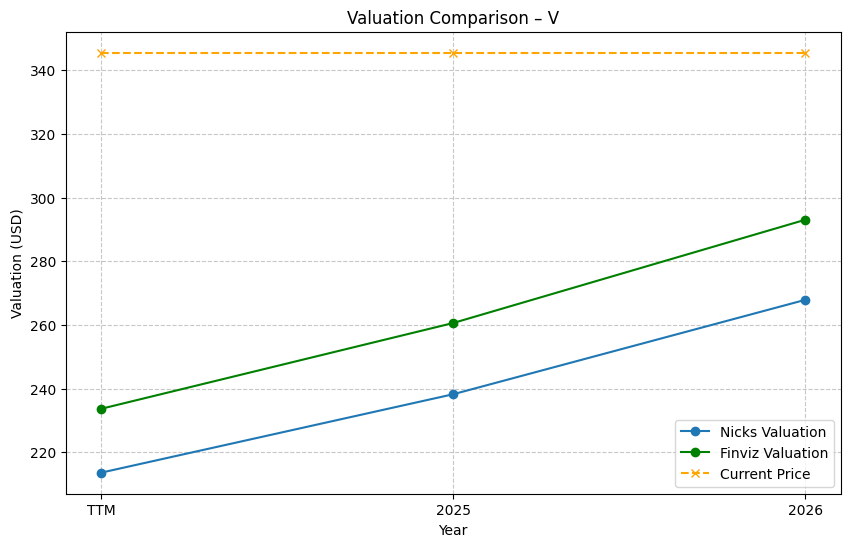 Valuation Comparison – V
Valuation (USD)
340
320
300
280
260
240
220
TTM
2025
2026
Year
Nicks Valuation
Finviz Valuation
Current Price